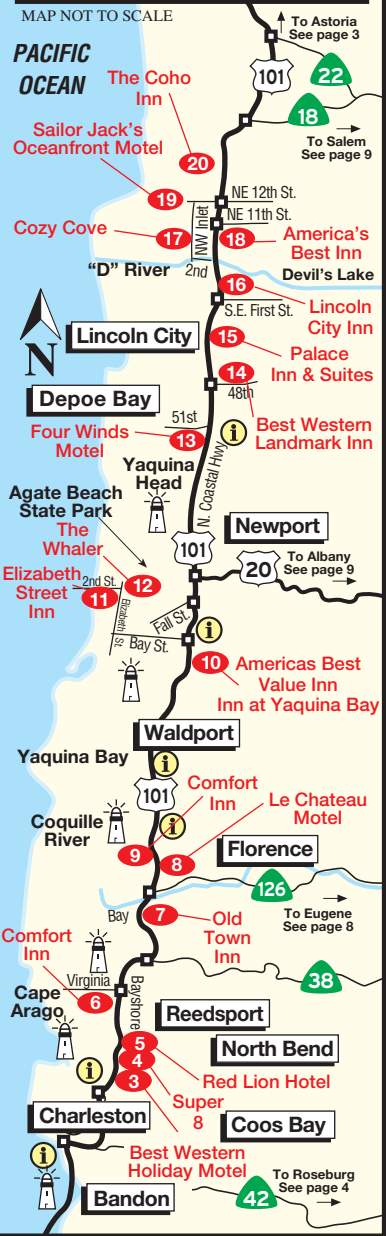 MAP NOT TO SCALE
To Astoria
See page 3
PACIFIC
OCEAN
101
22
The Coho
Inn
18
Sailor Jack's
Oceanfront Motel
To Salem
See page 9
20
19
NE 12th St.
NW Inlet
NE 11th St.
Cozy Cove
17
18
America's
Best Inn
"D" River
2nd
Devil's Lake
16
S.E. First St.
Lincoln
City Inn
N
Lincoln City
15
Palace
Inn & Suites
14
48th
Depoe Bay
51st
Four Winds
Motel
13
i
Best Western
Landmark Inn
N. Coastal Hwy
Yaquina
Head
Agate Beach
State Park
Newport
The
Whaler
101
To Albany
See page 9
20
Elizabeth
Street
Inn
2nd St.
12
11
Elizabeth St.
Fall St.
Bay St.
i
10
Americas Best
Value Inn
Inn at Yaquina Bay
Waldport
Yaquina Bay
i
101
Comfort
Inn
Le Chateau
Motel
Coquille
River
i
9
8
Florence
126
Bay
7
Old
Town
Inn
To Eugene
See page 8
Comfort
Inn
38
Virginia
6
Bayshore
Cape
Arago
Reedsport
5
4
3
North Bend
Red Lion Hotel
i
Super
8
Charleston
Coos Bay
Best Western
Holiday Motel
i
Bandon
42
To Roseburg
See page 4